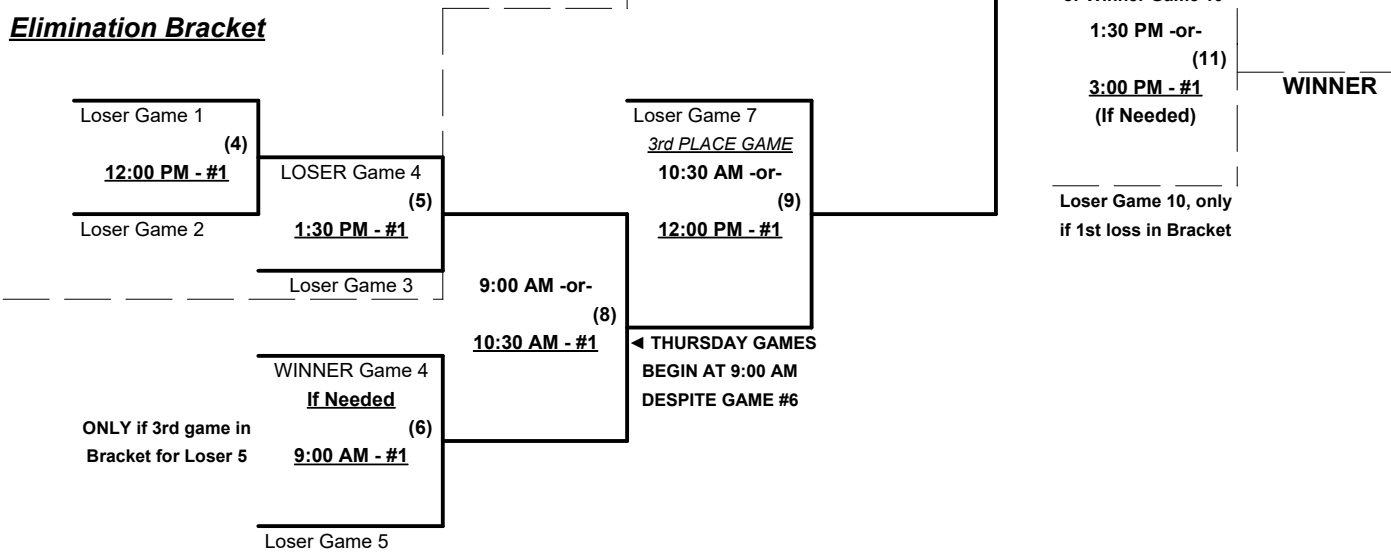 Elimination Bracket
1:30 PM -or-
(11)
3:00 PM - #1
(If Needed)
WINNER
Loser Game 10, only
if 1st loss in Bracket
Loser Game 1
(4)
12:00 PM - #1
Loser Game 2
LOSER Game 4
(5)
1:30 PM - #1
Loser Game 3
Loser Game 7
3rd PLACE GAME
10:30 AM -or-
(9)
12:00 PM - #1
9:00 AM -or-
(8)
10:30 AM - #1
◄ THURSDAY GAMES
BEGIN AT 9:00 AM
DESPITE GAME #6
WINNER Game 4
If Needed
(6)
9:00 AM - #1
ONLY if 3rd game in
Bracket for Loser 5
Loser Game 5